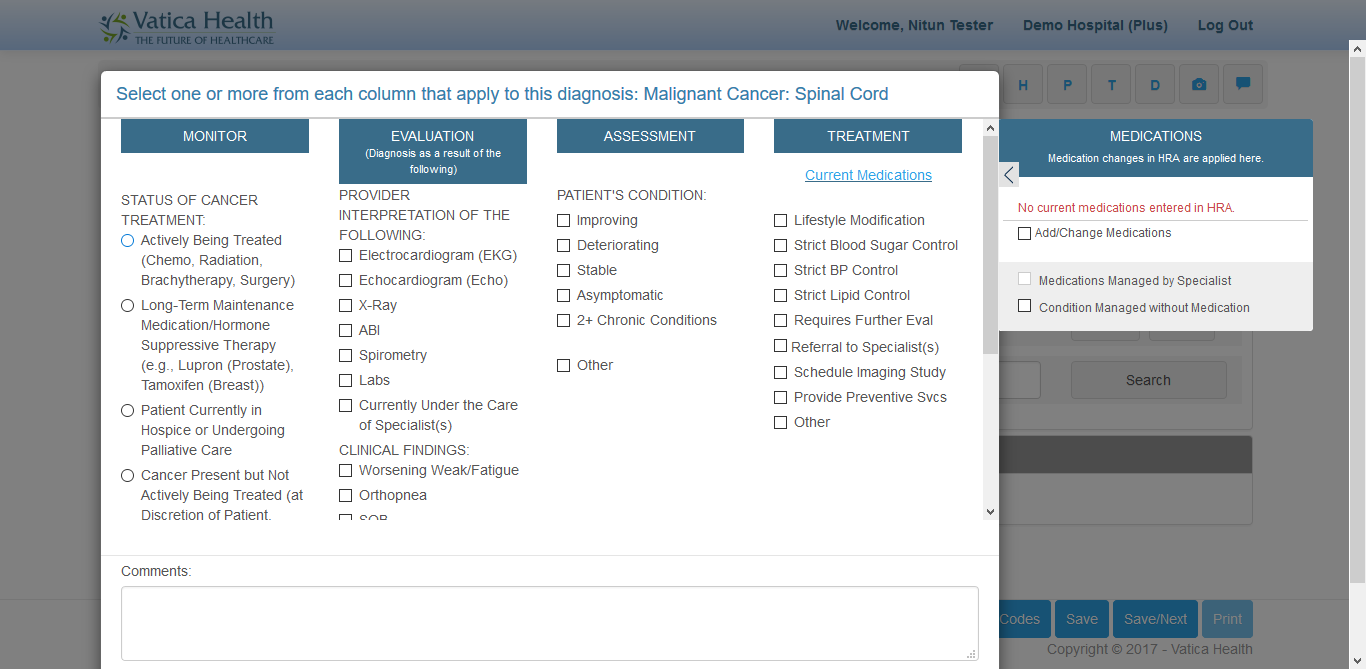 Vatica Health
THE FUTURE OF HEALTHCARE
Welcome, Nitun Tester
Demo Hospital (Plus)
Log Out
H
P
T
D
Select one or more from each column that apply to this diagnosis: Malignant Cancer: Spinal Cord
MONITOR
STATUS OF CANCER
TREATMENT:
Actively Being Treated
(Chemo, Radiation,
Brachytherapy, Surgery)
Long-Term Maintenance
Medication/Hormone
Suppressive Therapy
(e.g., Lupron (Prostate),
Tamoxifen (Breast))
Patient Currently in
Hospice or Undergoing
Palliative Care
Cancer Present but Not
Actively Being Treated (at
Discretion of Patient,
EVALUATION
(Diagnosis as a result of the
following)
PROVIDER
INTERPRETATION OF THE
FOLLOWING:
Electrocardiogram (EKG)
Echocardiogram (Echo)
X-Ray
ABI
Spirometry
Labs
Currently Under the Care
of Specialist(s)
CLINICAL FINDINGS:
Worsening Weak/Fatigue
Orthopnea
SOB
ASSESSMENT
PATIENT'S CONDITION:
Improving
Deteriorating
Stable
Asymptomatic
2+ Chronic Conditions
Other
TREATMENT
Current Medications
Lifestyle Modification
Strict Blood Sugar Control
Strict BP Control
Strict Lipid Control
Requires Further Eval
Referral to Specialist(s)
Schedule Imaging Study
Provide Preventive Svcs
Other
MEDICATIONS
Medication changes in HRA are applied here.
No current medications entered in HRA.
Add/Change Medications
Medications Managed by Specialist
Condition Managed without Medication
Search
Comments:
Codes
Save
Save/Next
Print
Copyright © 2017 - Vatica Health